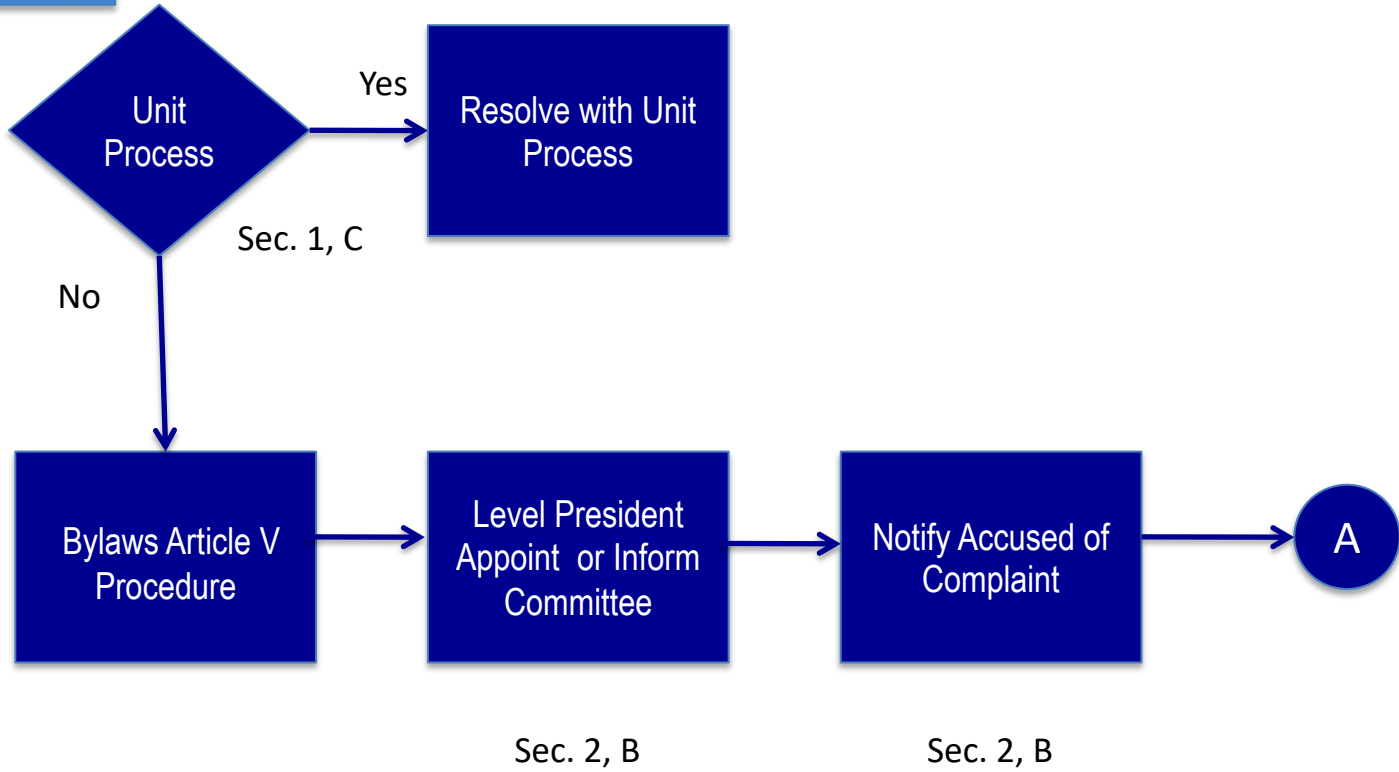 Unit
Process
Yes
Resolve with Unit
Process
Sec. 1, C
No
Bylaws Article V
Procedure
Level President
Appoint or Inform
Committee
Notify Accused of
Complaint
A
Sec. 2, B
Sec. 2, B